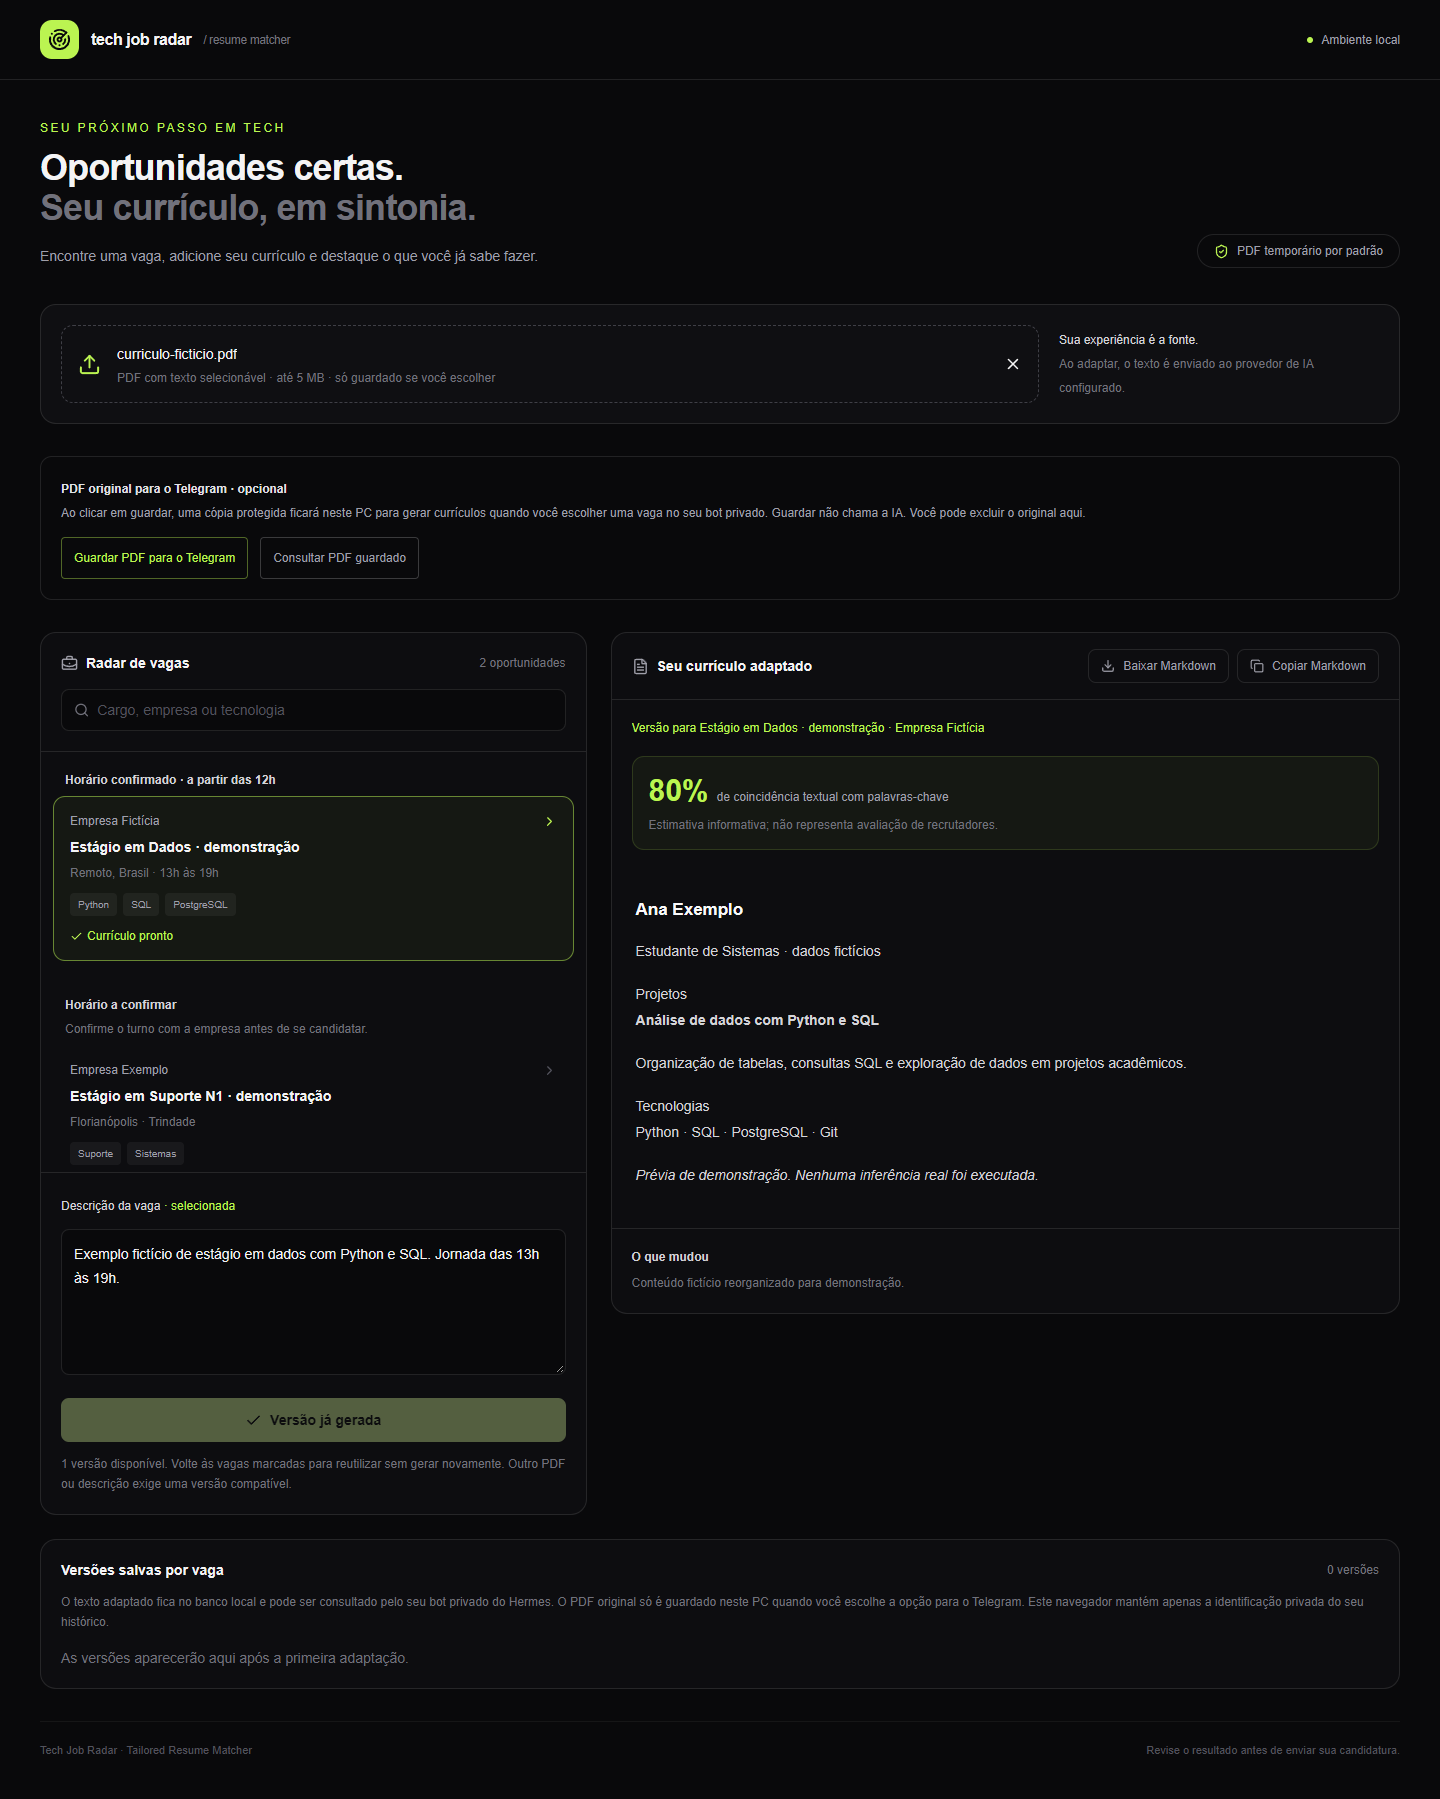 tech job radar / resume matcher
Ambiente local
SEU PRÓXIMO PASSO EM TECH
Oportunidades certas.
Seu currículo, em sintonia.
Encontre uma vaga, adicione seu currículo e destaque o que você já sabe fazer.
PDF temporário por padrão
curriculo-ficticio.pdf
PDF com texto selecionável · até 5 MB · só guardado se você escolher
Sua experiência é a fonte.
Ao adaptar, o texto é enviado ao provedor de IA
configurado.
PDF original para o Telegram · opcional
Ao clicar em guardar, uma cópia protegida ficará neste PC para gerar currículos quando você escolher uma vaga no seu bot privado. Guardar não chama a IA. Você pode excluir o original aqui.
Guardar PDF para o Telegram
Consultar PDF guardado
Radar de vagas
2 oportunidades
Cargo, empresa ou tecnologia
Horário confirmado · a partir das 12h
Empresa Fictícia
Estágio em Dados · demonstração
Remoto, Brasil · 13h às 19h
Python SQL PostgreSQL
Currículo pronto
Horário a confirmar
Confirme o turno com a empresa antes de se candidatar.
Empresa Exemplo
Estágio em Suporte N1 · demonstração
Florianópolis · Trindade
Suporte Sistemas
Descrição da vaga · selecionada
Exemplo fictício de estágio em dados com Python e SQL. Jornada das 13h
às 19h.
Versão já gerada
1 versão disponível. Volte às vagas marcadas para reutilizar sem gerar novamente. Outro PDF
ou descrição exige uma versão compatível.
Seu currículo adaptado
Baixar Markdown
Copiar Markdown
Versão para Estágio em Dados · demonstração · Empresa Fictícia
80% de coincidência textual com palavras-chave
Estimativa informativa; não representa avaliação de recrutadores.
Ana Exemplo
Estudante de Sistemas · dados fictícios
Projetos
Análise de dados com Python e SQL
Organização de tabelas, consultas SQL e exploração de dados em projetos acadêmicos.
Tecnologias
Python · SQL · PostgreSQL · Git
Prévia de demonstração. Nenhuma inferência real foi executada.
O que mudou
Conteúdo fictício reorganizado para demonstração.
Versões salvas por vaga
0 versões
O texto adaptado fica no banco local e pode ser consultado pelo seu bot privado do Hermes. O PDF original só é guardado neste PC quando você escolhe a opção para o Telegram. Este navegador mantém apenas a identificação privada do seu
histórico.
As versões aparecerão aqui após a primeira adaptação.
Tech Job Radar · Tailored Resume Matcher
Revise o resultado antes de enviar sua candidatura.